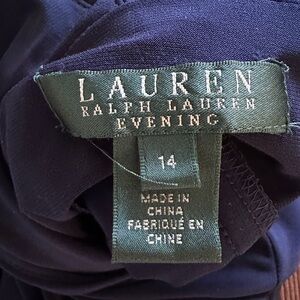 LAUREN
RALPH LAUREN
EVENING
14
MADE IN
CHINA
FABRIQUÉ EN
CHINE